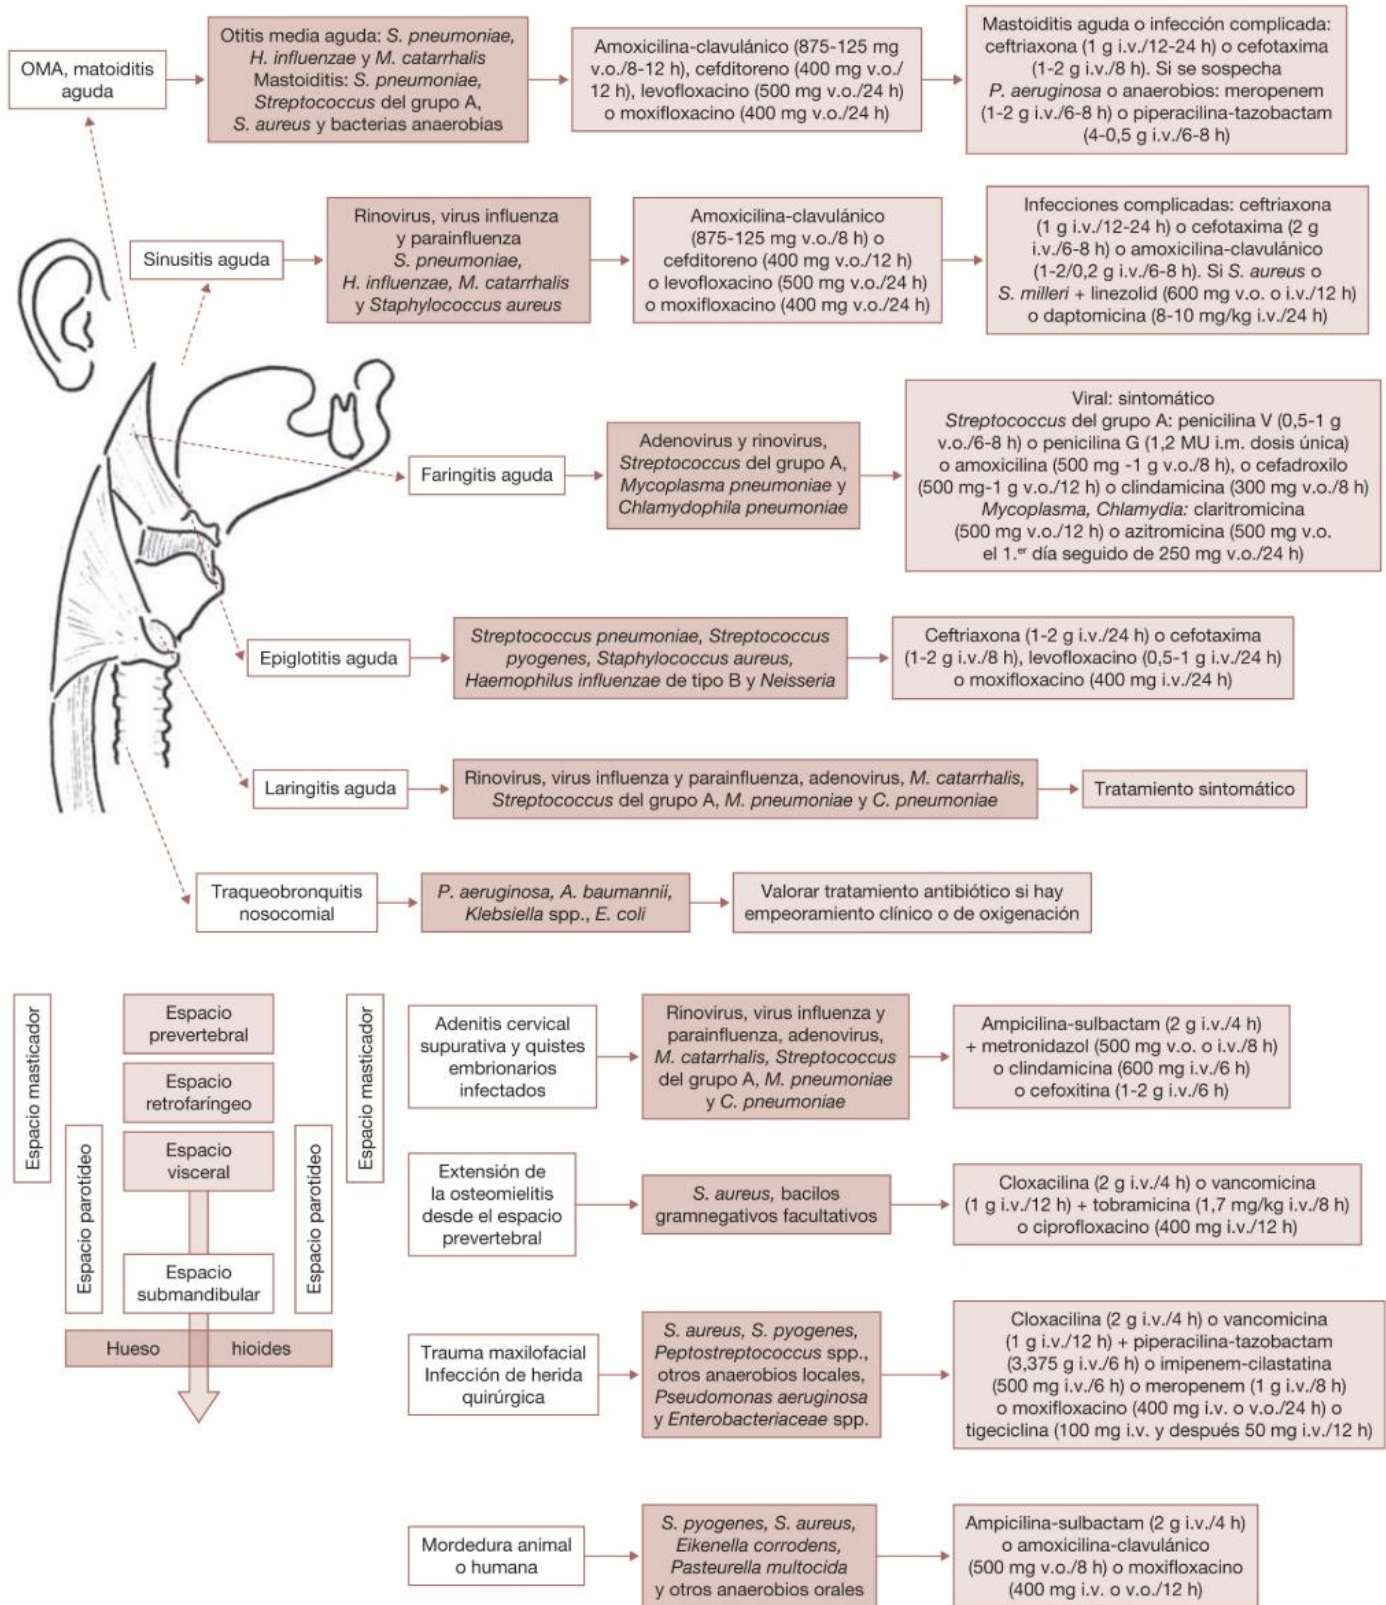 OMA, matoiditis
aguda
Otitis media aguda: S. pneumoniae,
H. influenzae y M. catarrhalis
Mastoiditis: S. pneumoniae,
Streptococcus del grupo A,
S. aureus y bacterias anaerobias
Amoxicilina-clavulánico (875-125 mg
v.o./8-12 h), cefditoreno (400 mg v.o./
12 h), levofloxacino (500 mg v.o./24 h)
o moxifloxacino (400 mg v.o./24 h)
Mastoiditis aguda o infección complicada:
ceftriaxona (1 g i.v./12-24 h) o cefotaxima
(1-2 g i.v./8 h). Si se sospecha
P. aeruginosa o anaerobios: meropenem
(1-2 g i.v./6-8 h) o piperacilina-tazobactam
(4-0,5 g i.v./6-8 h)
Sinusitis aguda
Rinovirus, virus influenza
y parainfluenza
S. pneumoniae,
H. influenzae, M. catarrhalis
y Staphylococcus aureus
Amoxicilina-clavulánico
(875-125 mg v.o./8 h) o
cefditoreno (400 mg v.o./12 h)
o levofloxacino (500 mg v.o./24 h)
o moxifloxacino (400 mg v.o./24 h)
Infecciones complicadas: ceftriaxona
(1 g i.v./12-24 h) o cefotaxima (2 g
i.v./6-8 h) o amoxicilina-clavulánico
(1-2/0,2 g i.v./6-8 h). Si S. aureus o
S. milleri + linezolid (600 mg v.o. o i.v./12 h)
o daptomicina (8-10 mg/kg i.v./24 h)
Faringitis aguda
Adenovirus y rinovirus,
Streptococcus del grupo A,
Mycoplasma pneumoniae y
Chlamydophila pneumoniae
Viral: sintomático
Streptococcus del grupo A: penicilina V (0,5-1 g
v.o./6-8 h) o penicilina G (1,2 MU i.m. dosis única)
o amoxicilina (500 mg -1 g v.o./8 h), o cefadroxilo
(500 mg-1 g v.o./12 h) o clindamicina (300 mg v.o./8 h)
Mycoplasma, Chlamydia: claritromicina
(500 mg v.o./12 h) o azitromicina (500 mg v.o.
el 1.er día seguido de 250 mg v.o./24 h)
Epiglotitis aguda
Streptococcus pneumoniae, Streptococcus
pyogenes, Staphylococcus aureus,
Haemophilus influenzae de tipo B y Neisseria
Ceftriaxona (1-2 g i.v./24 h) o cefotaxima
(1-2 g i.v./8 h), levofloxacino (0,5-1 g i.v./24 h)
o moxifloxacino (400 mg i.v./24 h)
Laringitis aguda
Rinovirus, virus influenza y parainfluenza, adenovirus, M. catarrhalis,
Streptococcus del grupo A, M. pneumoniae y C. pneumoniae
Tratamiento sintomático
Traqueobronquitis
nosocomial
P. aeruginosa, A. baumannii,
Klebsiella spp., E. coli
Valorar tratamiento antibiótico si hay
empeoramiento clínico o de oxigenación
Espacio masticador
Espacio parotídeo
Espacio
prevertebral
Espacio
retrofaríngeo
Espacio
visceral
Espacio
submandibular
Espacio parotídeo
Espacio masticador
Hueso hioides
Adenitis cervical
supurativa y quistes
embrionarios
infectados
Rinovirus, virus influenza y
parainfluenza, adenovirus,
M. catarrhalis, Streptococcus
del grupo A, M. pneumoniae
y C. pneumoniae
Ampicilina-sulbactam (2 g i.v./4 h)
+ metronidazol (500 mg v.o. o i.v./8 h)
o clindamicina (600 mg i.v./6 h)
o cefoxitina (1-2 g i.v./6 h)
Extensión de
la osteomielitis
desde el espacio
prevertebral
S. aureus, bacilos
gramnegativos facultativos
Cloxacilina (2 g i.v./4 h) o vancomicina
(1 g i.v./12 h) + tobramicina (1,7 mg/kg i.v./8 h)
o ciprofloxacino (400 mg i.v./12 h)
Trauma maxilofacial
Infección de herida
quirúrgica
S. aureus, S. pyogenes,
Peptostreptococcus spp.,
otros anaerobios locales,
Pseudomonas aeruginosa
y Enterobacteriaceae spp.
Cloxacilina (2 g i.v./4 h) o vancomicina
(1 g i.v./12 h) + piperacilina-tazobactam
(3,375 g i.v./6 h) o imipenem-cilastatina
(500 mg i.v./6 h) o meropenem (1 g i.v./8 h)
o moxifloxacino (400 mg i.v. o v.o./24 h) o
tigeciclina (100 mg i.v. y después 50 mg i.v./12 h)
Mordedura animal
o humana
S. pyogenes, S. aureus,
Eikenella corrodens,
Pasteurella multocida
y otros anaerobios orales
Ampicilina-sulbactam (2 g i.v./4 h)
o amoxicilina-clavulánico
(500 mg v.o./8 h) o moxifloxacino
(400 mg i.v. o v.o./12 h)